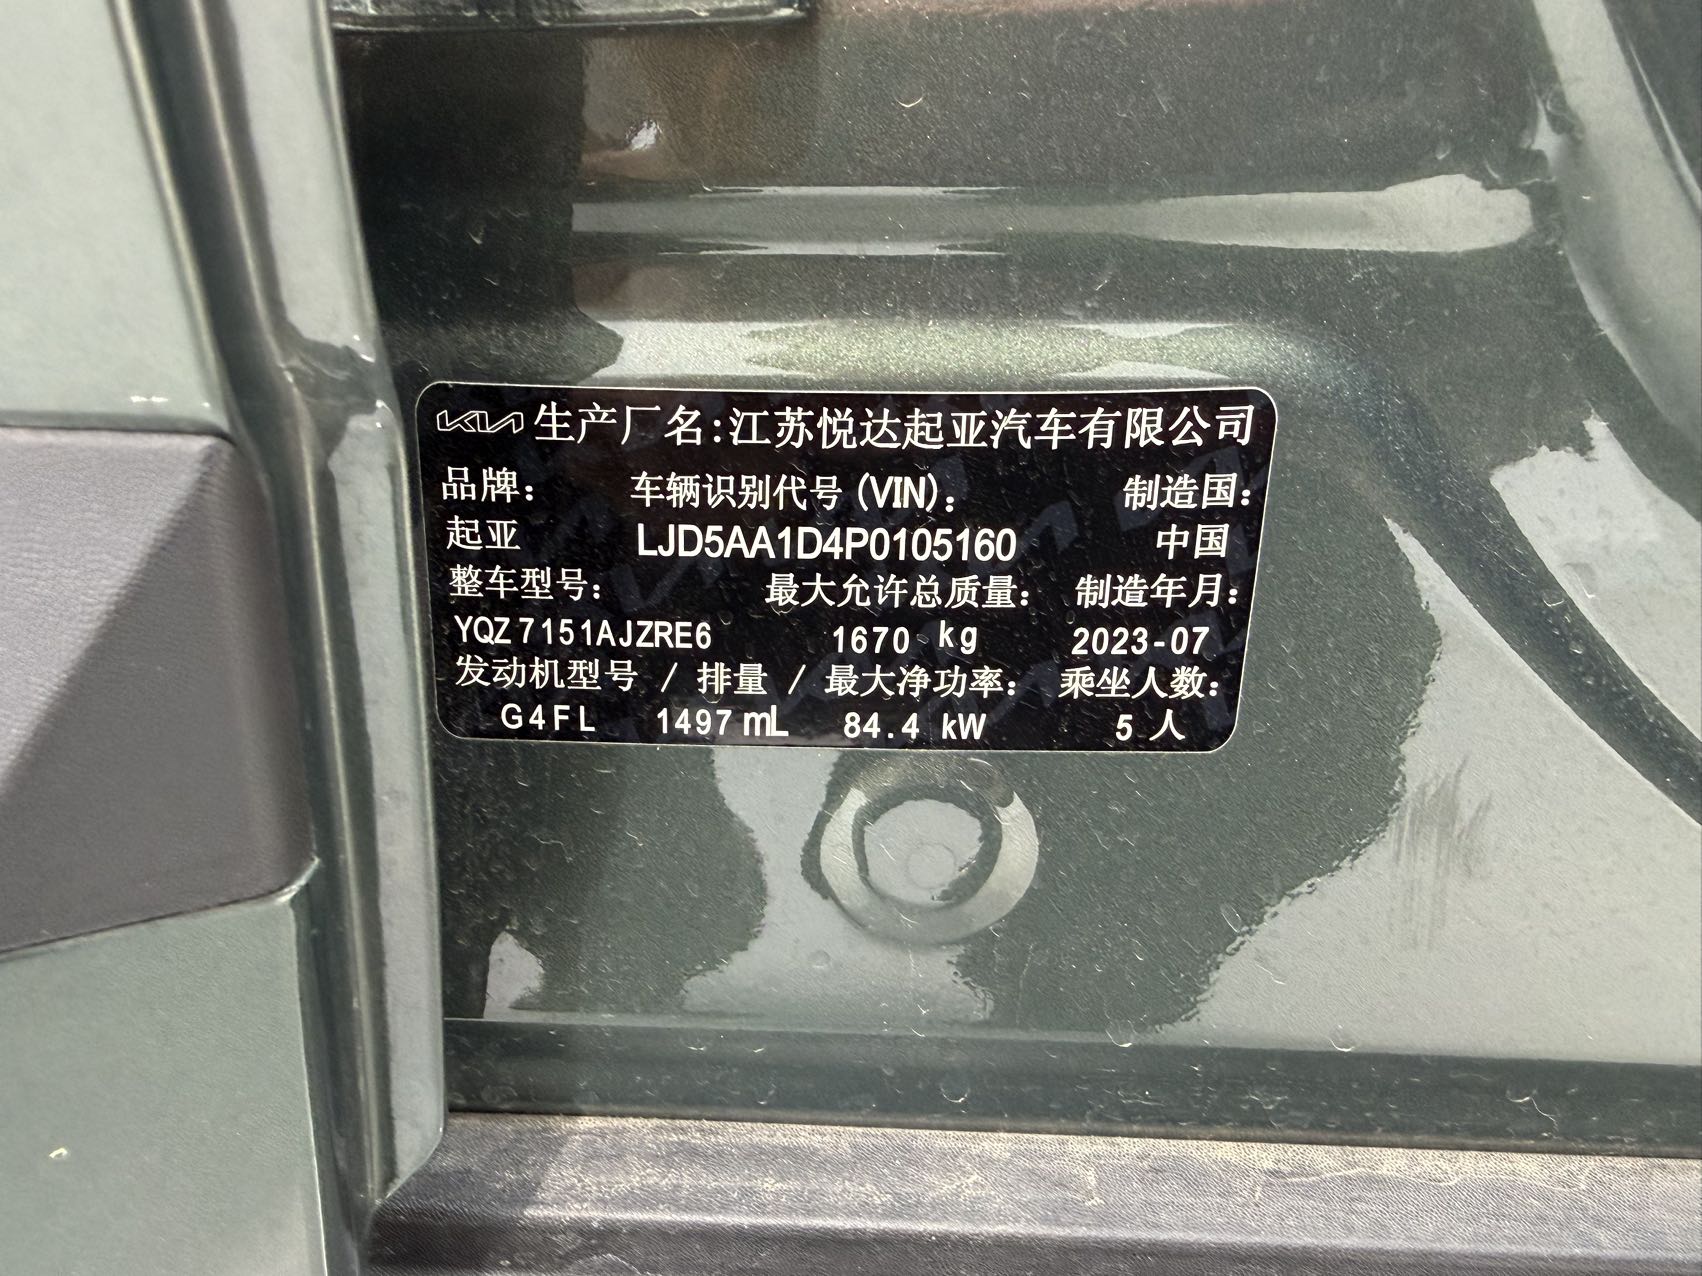 KIA 生产厂名:江苏悦达起亚汽车有限公司
品牌: 车辆识别代号(VIN): 制造国:
起亚 LJD5AA1D4P0105160 中国
整车型号: 最大允许总质量: 制造年月:
YQZ7151AJZRE6 1670 kg 2023-07
发动机型号 / 排量 / 最大净功率: 乘坐人数:
G4FL 1497mL 84.4 kW 5 人